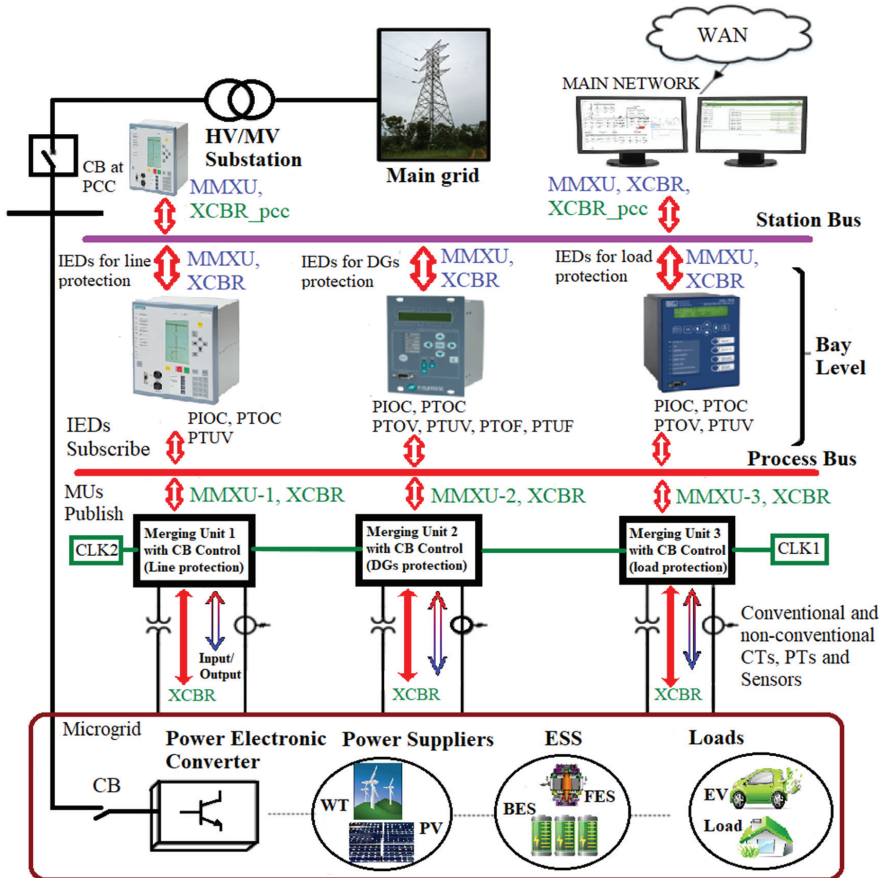 WAN
MAIN NETWORK
HV/MV
Substation
Main grid
CB at
PCC
MMXU,
XCBR_pcc
MMXU, XCBR,
XCBR_pcc
Station Bus
IEDs for line
protection
MMXU,
XCBR
IEDs for DGs
protection
MMXU,
XCBR
IEDs for load
protection
MMXU,
XCBR
Bay
Level
PIOC, PTOC
PTUV
PIOC, PTOC
PTOV, PTUV, PTOF, PTUF
PIOC, PTOC
PTOV, PTUV
IEDs
Subscribe
Process Bus
MUs
Publish
MMXU-1, XCBR
MMXU-2, XCBR
MMXU-3, XCBR
CLK2
Merging Unit 1
with CB Control
(Line protection)
Merging Unit 2
with CB Control
(DGs protection)
Merging Unit 3
with CB Control
(load protection)
CLK1
Input/
Output
XCBR
XCBR
XCBR
Conventional and
non-conventional
CTs, PTs and
Sensors
Microgrid
Power Electronic
Converter
Power Suppliers
ESS
Loads
CB
WT
PV
BES
FES
EV
Load